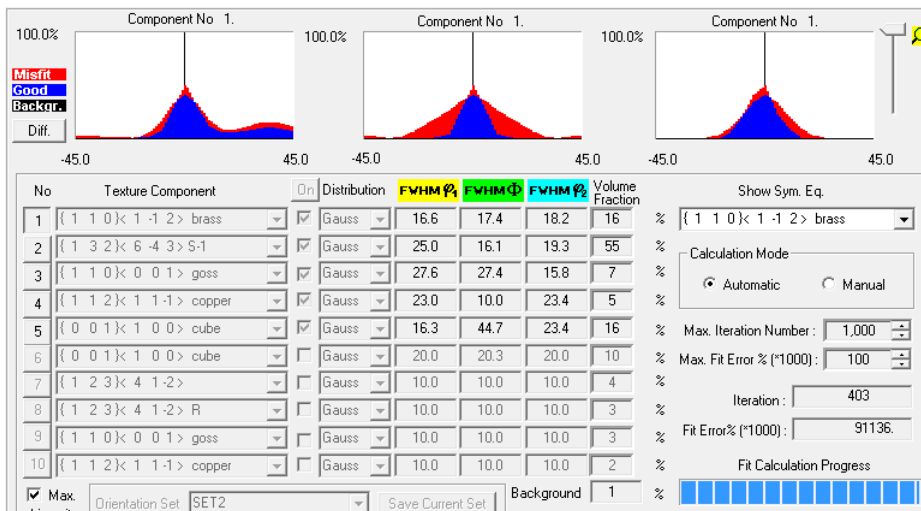 Component No 1.
Component No 1.
Component No 1.
100.0%
100.0%
100.0%
Misfit
Good
Backgr.
Diff.
-45.0 45.0 -45.0 45.0 -45.0 45.0
No Texture Component On Distribution FWHM φ1 FWHM Φ FWHM φ2 Volume Fraction Show Sym. Eq.
1 { 1 1 0}< 1 -1 2> brass Gauss 16.6 17.4 18.2 16 % { 1 1 0}< 1 -1 2> brass
2 { 1 3 2}< 6 -4 3> S-1 Gauss 25.0 16.1 19.3 55 %
Calculation Mode
3 { 1 1 0}< 0 0 1> goss Gauss 27.6 27.4 15.8 7 %
Automatic Manual
4 { 1 1 2}< 1 1-1> copper Gauss 23.0 10.0 23.4 5 %
5 { 0 0 1}< 1 0 0> cube Gauss 16.3 44.7 23.4 16 % Max. Iteration Number : 1,000
6 { 0 0 1}< 1 0 0> cube Gauss 20.0 20.3 20.0 10 % Max. Fit Error % (*1000) : 100
7 { 1 2 3}< 4 1-2> Gauss 10.0 10.0 10.0 4 %
Iteration : 403
8 { 1 2 3}< 4 1-2> R Gauss 10.0 10.0 10.0 3 %
9 { 1 1 0}< 0 0 1> goss Gauss 10.0 10.0 10.0 3 % Fit Error% (*1000) : 91136.
10 { 1 1 2}< 1 1-1> copper Gauss 10.0 10.0 10.0 2 % Fit Calculation Progress
Max. Orientation Set SET2 Save Current Set Background 1 %